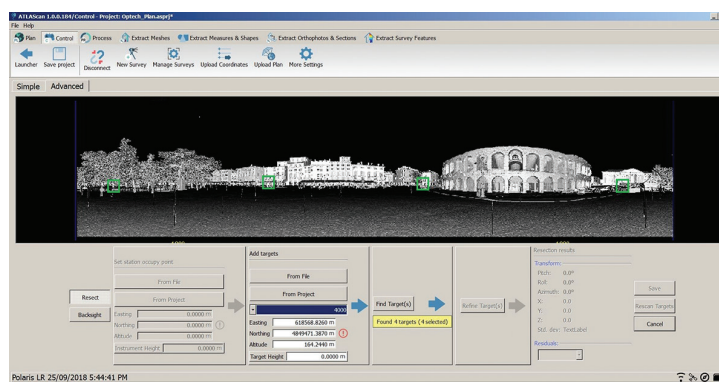 ATLAScan 1.0.0.184/Control - Project: Optech_Plan.asprj*
File Help
Plan Control Process Extract Meshes Extract Measures & Shapes Extract Orthophotos & Sections Extract Survey Features
Launcher Save project Disconnect New Survey Manage Surveys Upload Coordinates Upload Plan More Settings
Simple Advanced
Set station occupy point
From File
From Project
Easting 0.0000 m
Northing 0.0000 m
Altitude 0.0000 m
Instrument Height 0.0000 m
Resect
Backsight
Add targets
From File
From Project
4000
Easting 618568.8260 m
Northing 4849471.3870 m
Altitude 164.2440 m
Target Height 0.0000 m
Find Target(s)
Found 4 targets (4 selected)
Refine Target(s)
Resection results
Transform:
Pitch: 0.0°
Roll 0.0°
Azimuth: 0.0°
X: 0.0
Y: 0.0
Z: 0.0
Std. dev: TextLabel
Residuals:
Save
Rescan Targets
Cancel
Polaris LR 25/09/2018 5:44:41 PM